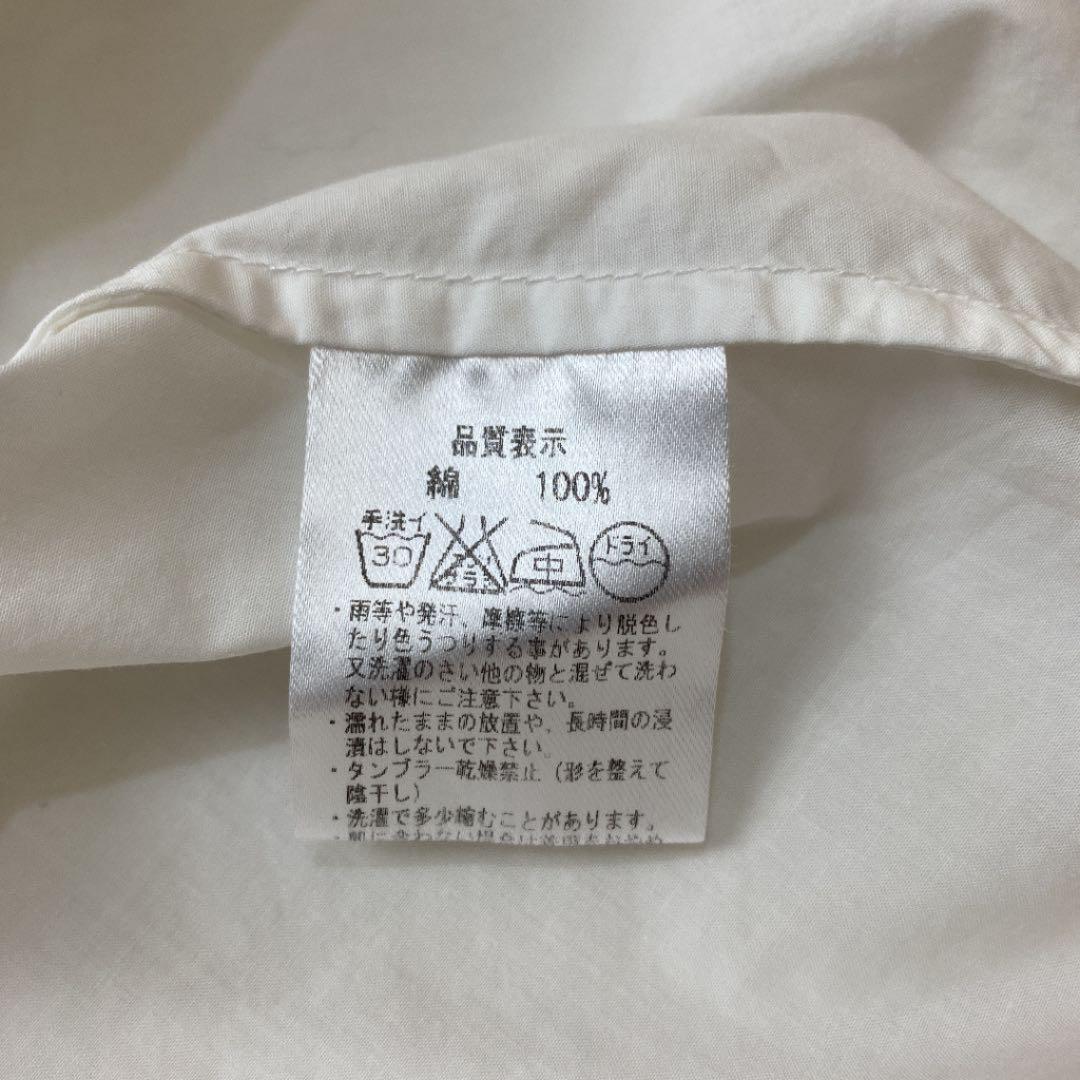 品質表示
綿 100%
手洗イ
30
中
ドライ
・雨等や発汗、摩擦等により脱色し
たり色うつりする事があります。
又洗濯のさい他の物と混ぜて洗わ
ない様にご注意下さい。
・濡れたままの放置や、長時間の浸
漬はしないで下さい。
・タンブラー乾燥禁止(形を整えて
陰干し)
・洗濯で多少縮むことがあります。